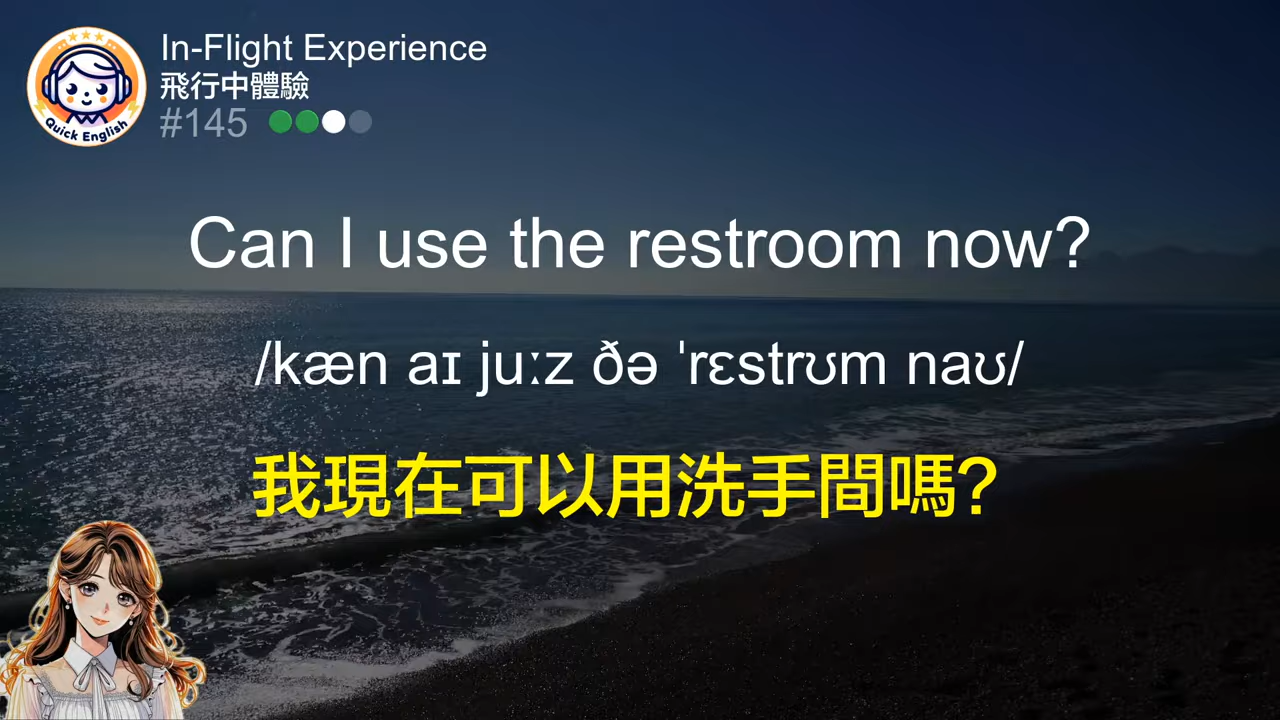 In-Flight Experience
飛行中體驗
#145
Quick English
Can I use the restroom now?
/kæn aɪ juːz ðə ˈrɛstrʊm naʊ/
我現在可以用洗手間嗎?